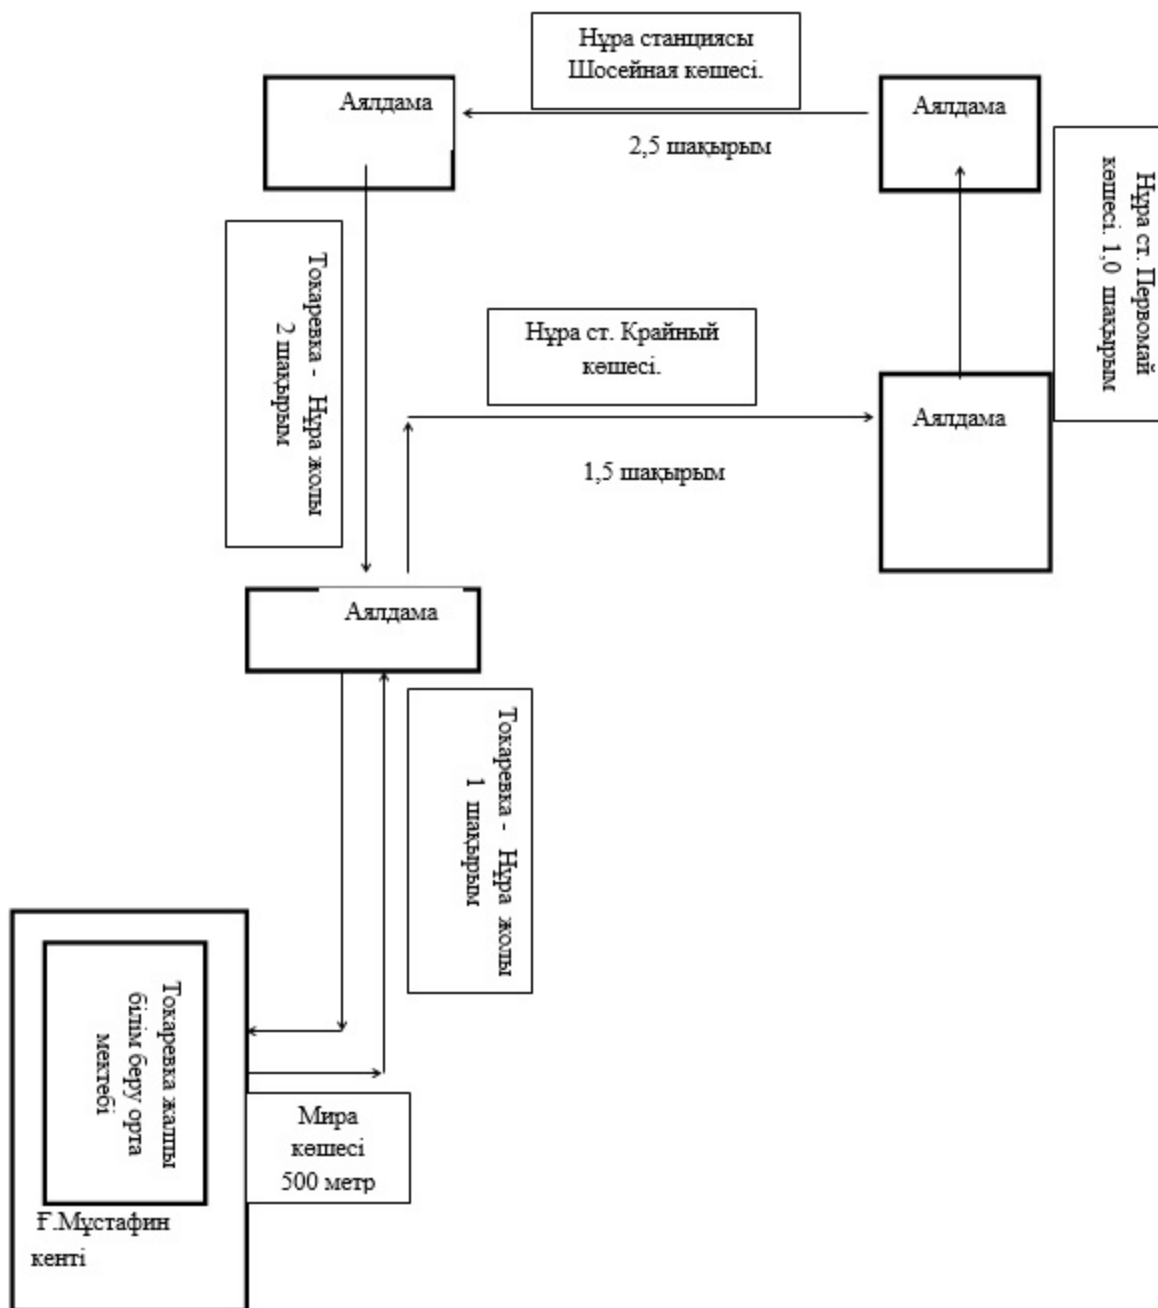 Нұра станциясы
Шосейная көшесі.
Аялдама
Аялдама
2,5 шақырым
Нұра ст. Первомай
көшесі. 1,0 шақырым
Токаревка - Нұра жолы
2 шақырым
Нұра ст. Крайный
көшесі.
Аялдама
1,5 шақырым
Аялдама
Токаревка - Нұра жолы
1 шақырым
Токаревка жалпы
білім беру орта
мектебі
Мира
көшесі
500 метр
Ғ.Мұстафин
кенті